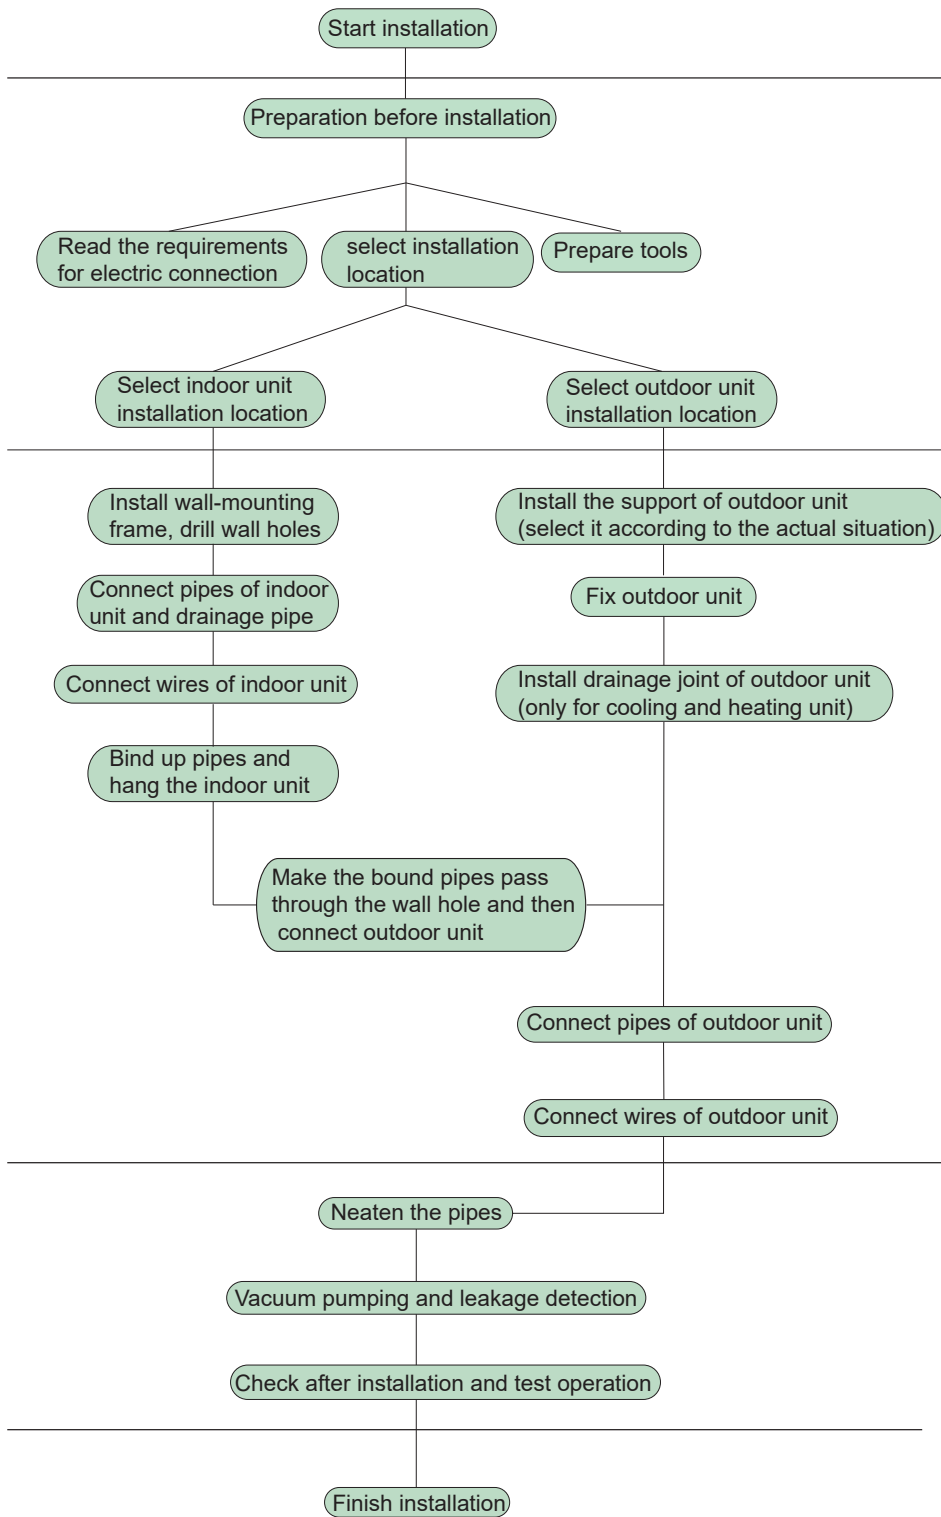 Start installation
Preparation before installation
Read the requirements
for electric connection
select installation
location
Prepare tools
Select indoor unit
installation location
Select outdoor unit
installation location
Install wall-mounting
frame, drill wall holes
Install the support of outdoor unit
(select it according to the actual situation)
Connect pipes of indoor
unit and drainage pipe
Fix outdoor unit
Connect wires of indoor unit
Install drainage joint of outdoor unit
(only for cooling and heating unit)
Bind up pipes and
hang the indoor unit
Make the bound pipes pass
through the wall hole and then
connect outdoor unit
Connect pipes of outdoor unit
Connect wires of outdoor unit
Neaten the pipes
Vacuum pumping and leakage detection
Check after installation and test operation
Finish installation